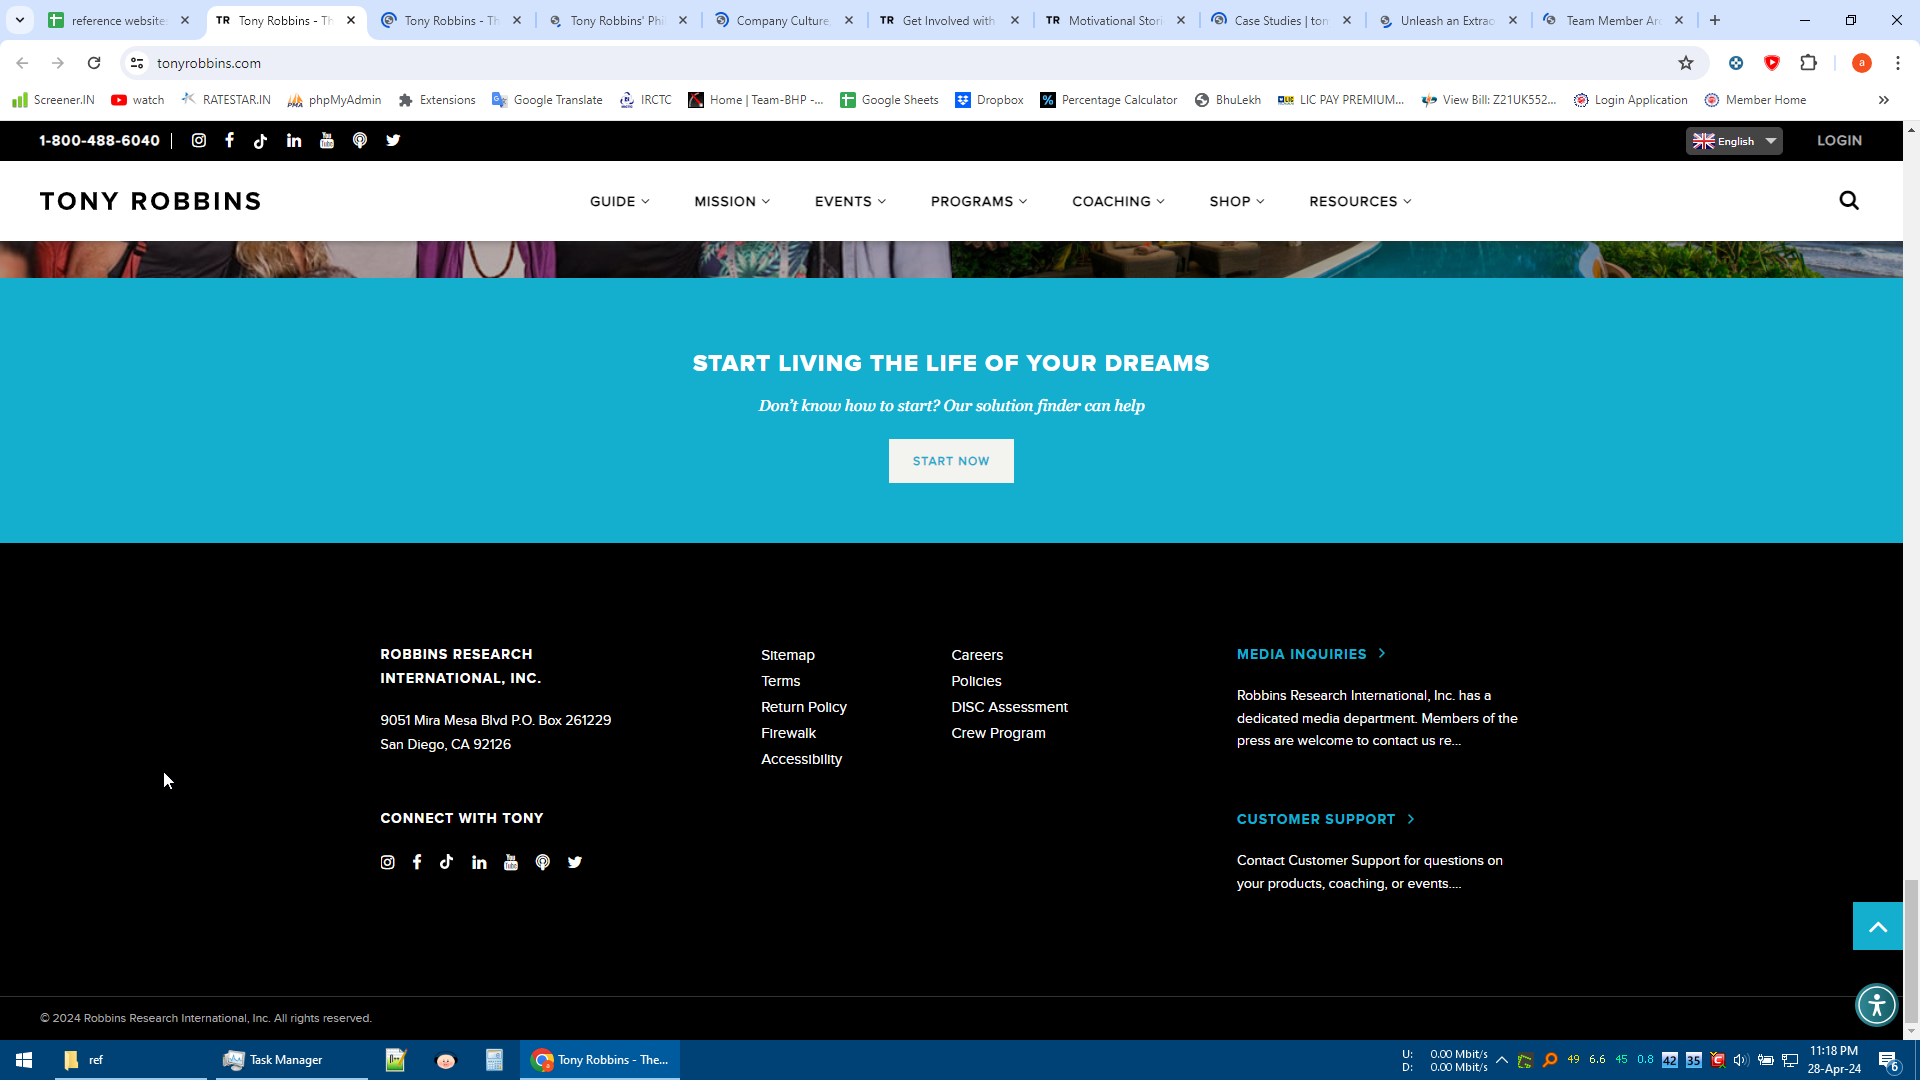 reference website
Tony Robbins - Th
Tony Robbins - Th
Tony Robbins' Phi
Company Culture,
Get Involved with
Motivational Stori
Case Studies | ton
Unleash an Extrao
Team Member Arc
tonyrobbins.com
Screener.IN
watch
RATESTAR.IN
phpMyAdmin
Extensions
Google Translate
IRCTC
Home | Team-BHP -...
Google Sheets
Dropbox
Percentage Calculator
BhuLekh
LIC PAY PREMIUM...
View Bill: Z21UK552...
Login Application
Member Home
1-800-488-6040
English
LOGIN
TONY ROBBINS
GUIDE
MISSION
EVENTS
PROGRAMS
COACHING
SHOP
RESOURCES
START LIVING THE LIFE OF YOUR DREAMS
Don't know how to start? Our solution finder can help
START NOW
ROBBINS RESEARCH
INTERNATIONAL, INC.
9051 Mira Mesa Blvd P.O. Box 261229
San Diego, CA 92126
CONNECT WITH TONY
Sitemap
Terms
Return Policy
Firewalk
Accessibility
Careers
Policies
DISC Assessment
Crew Program
MEDIA INQUIRIES
Robbins Research International, Inc. has a
dedicated media department. Members of the
press are welcome to contact us re...
CUSTOMER SUPPORT
Contact Customer Support for questions on
your products, coaching, or events....
© 2024 Robbins Research International, Inc. All rights reserved.
ref
Task Manager
Tony Robbins - The...
U: 0.00 Mbit/s
D: 0.00 Mbit/s
49 6.6 45 0.8 42 35
11:18 PM
28-Apr-24
6